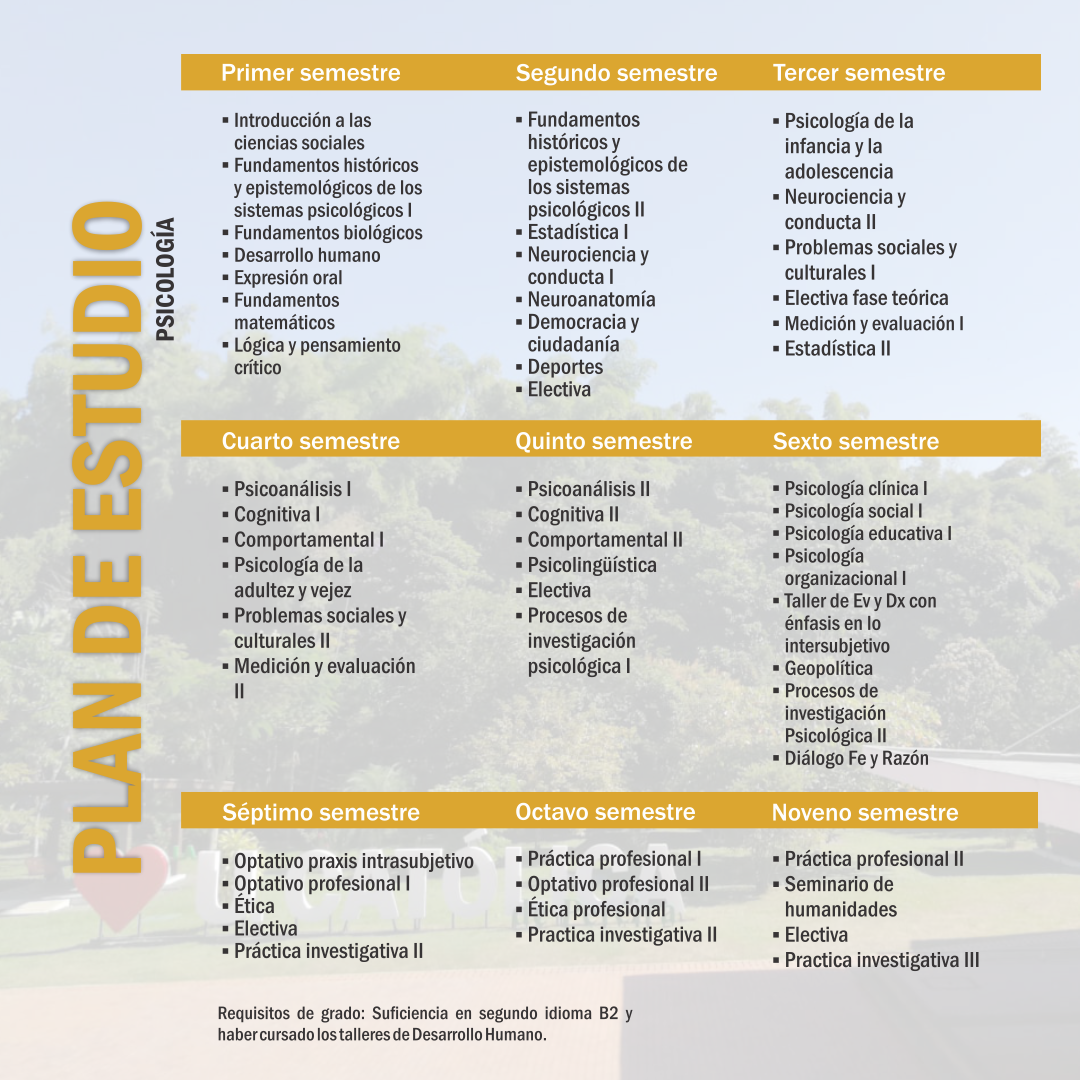 PLAN DE ESTUDIO
PSICOLOGÍA
Primer semestre
▪ Introducción a las
ciencias sociales
▪ Fundamentos históricos
y epistemológicos de los
sistemas psicológicos I
▪ Fundamentos biológicos
▪ Desarrollo humano
▪ Expresión oral
▪ Fundamentos
matemáticos
▪ Lógica y pensamiento
crítico
Segundo semestre
▪ Fundamentos
históricos y
epistemológicos de
los sistemas
psicológicos II
▪ Estadística I
▪ Neurociencia y
conducta I
▪ Neuroanatomía
▪ Democracia y
ciudadanía
▪ Deportes
▪ Electiva
Tercer semestre
▪ Psicología de la
infancia y la
adolescencia
▪ Neurociencia y
conducta II
▪ Problemas sociales y
culturales I
▪ Electiva fase teórica
▪ Medición y evaluación I
▪ Estadística II
Cuarto semestre
▪ Psicoanálisis I
▪ Cognitiva I
▪ Comportamental I
▪ Psicología de la
adultez y vejez
▪ Problemas sociales y
culturales II
▪ Medición y evaluación
II
Quinto semestre
▪ Psicoanálisis II
▪ Cognitiva II
▪ Comportamental II
▪ Psicolingüística
▪ Electiva
▪ Procesos de
investigación
psicológica I
Sexto semestre
▪ Psicología clínica I
▪ Psicología social I
▪ Psicología educativa I
▪ Psicología
organizacional I
▪ Taller de Ev y Dx con
énfasis en lo
intersubjetivo
▪ Geopolítica
▪ Procesos de
investigación
Psicológica II
▪ Diálogo Fe y Razón
Séptimo semestre
▪ Optativo praxis intrasubjetivo
▪ Optativo profesional I
▪ Ética
▪ Electiva
▪ Práctica investigativa II
Octavo semestre
▪ Práctica profesional I
▪ Optativo profesional II
▪ Ética profesional
▪ Practica investigativa II
Noveno semestre
▪ Práctica profesional II
▪ Seminario de
humanidades
▪ Electiva
▪ Practica investigativa III
U CATÓLICA
Requisitos de grado: Suficiencia en segundo idioma B2 y
haber cursado los talleres de Desarrollo Humano.